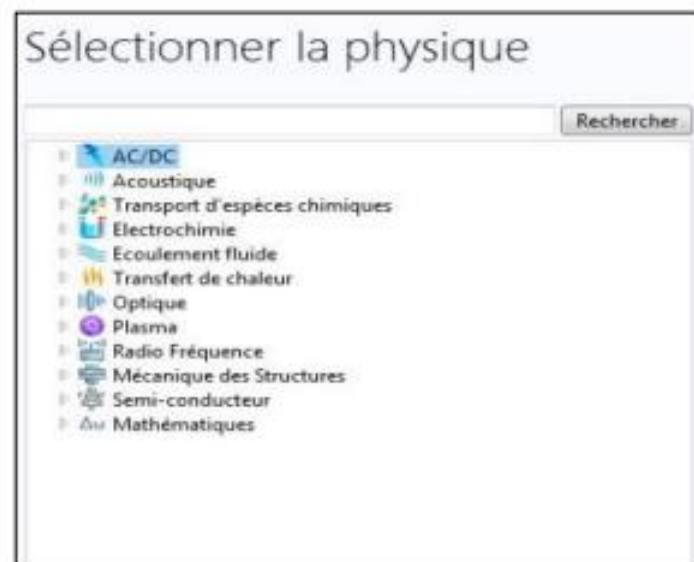 Sélectionner la physique
Rechercher
AC/DC
Acoustique
Transport d'espèces chimiques
Electrochimie
Ecoulement fluide
Transfert de chaleur
Optique
Plasma
Radio Fréquence
Mécanique des Structures
Semi-conducteur
Δu Mathématiques